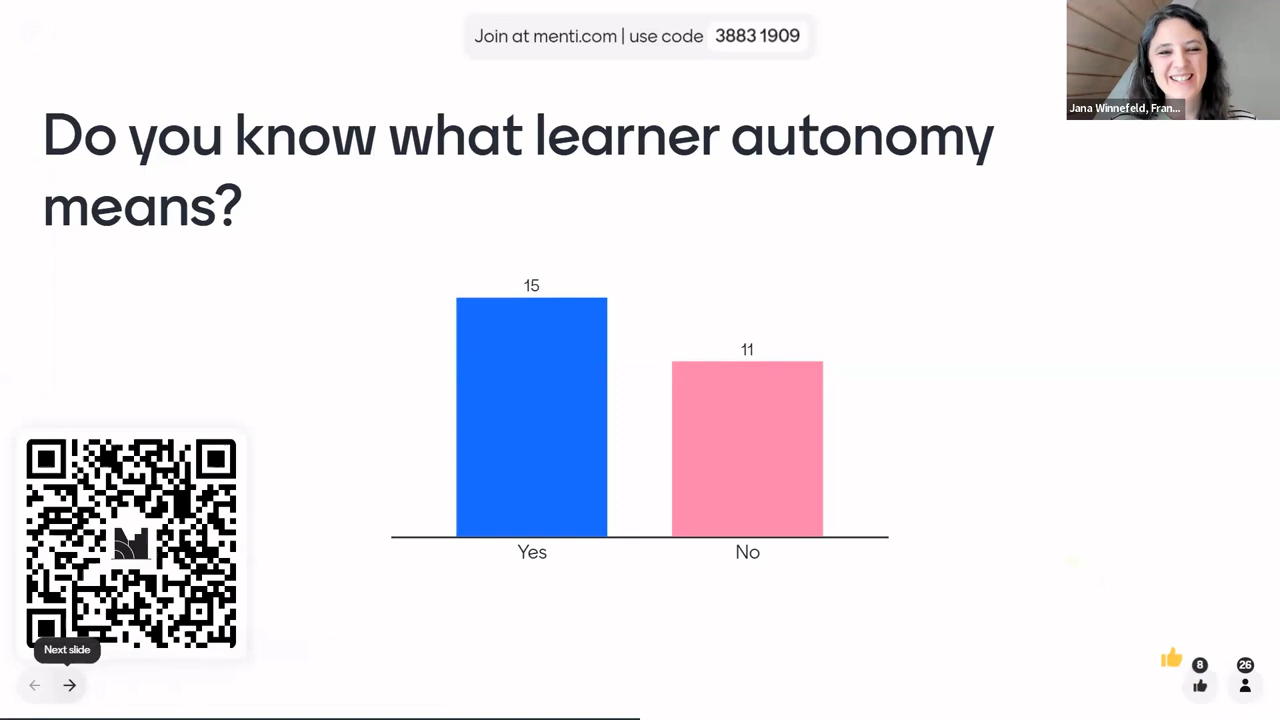 Join at menti.com | use code 3883 1909
Jana Winnefeld, Fran...
Do you know what learner autonomy
means?
15
11
Yes
No
Next slide
8
26